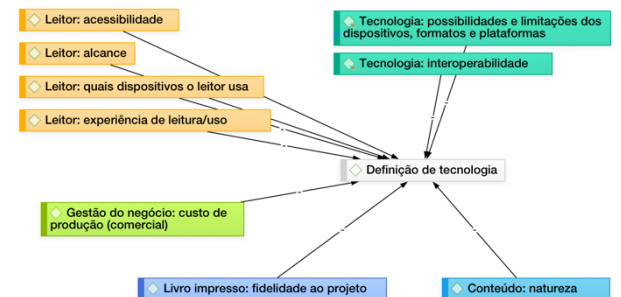 Leitor: acessibilidade
Leitor: alcance
Leitor: quais dispositivos o leitor usa
Leitor: experiência de leitura/uso
Tecnologia: possibilidades e limitações dos
dispositivos, formatos e plataformas
Tecnologia: interoperabilidade
Definição de tecnologia
Gestão do negócio: custo de
produção (comercial)
Livro impresso: fidelidade ao projeto
Conteúdo: natureza